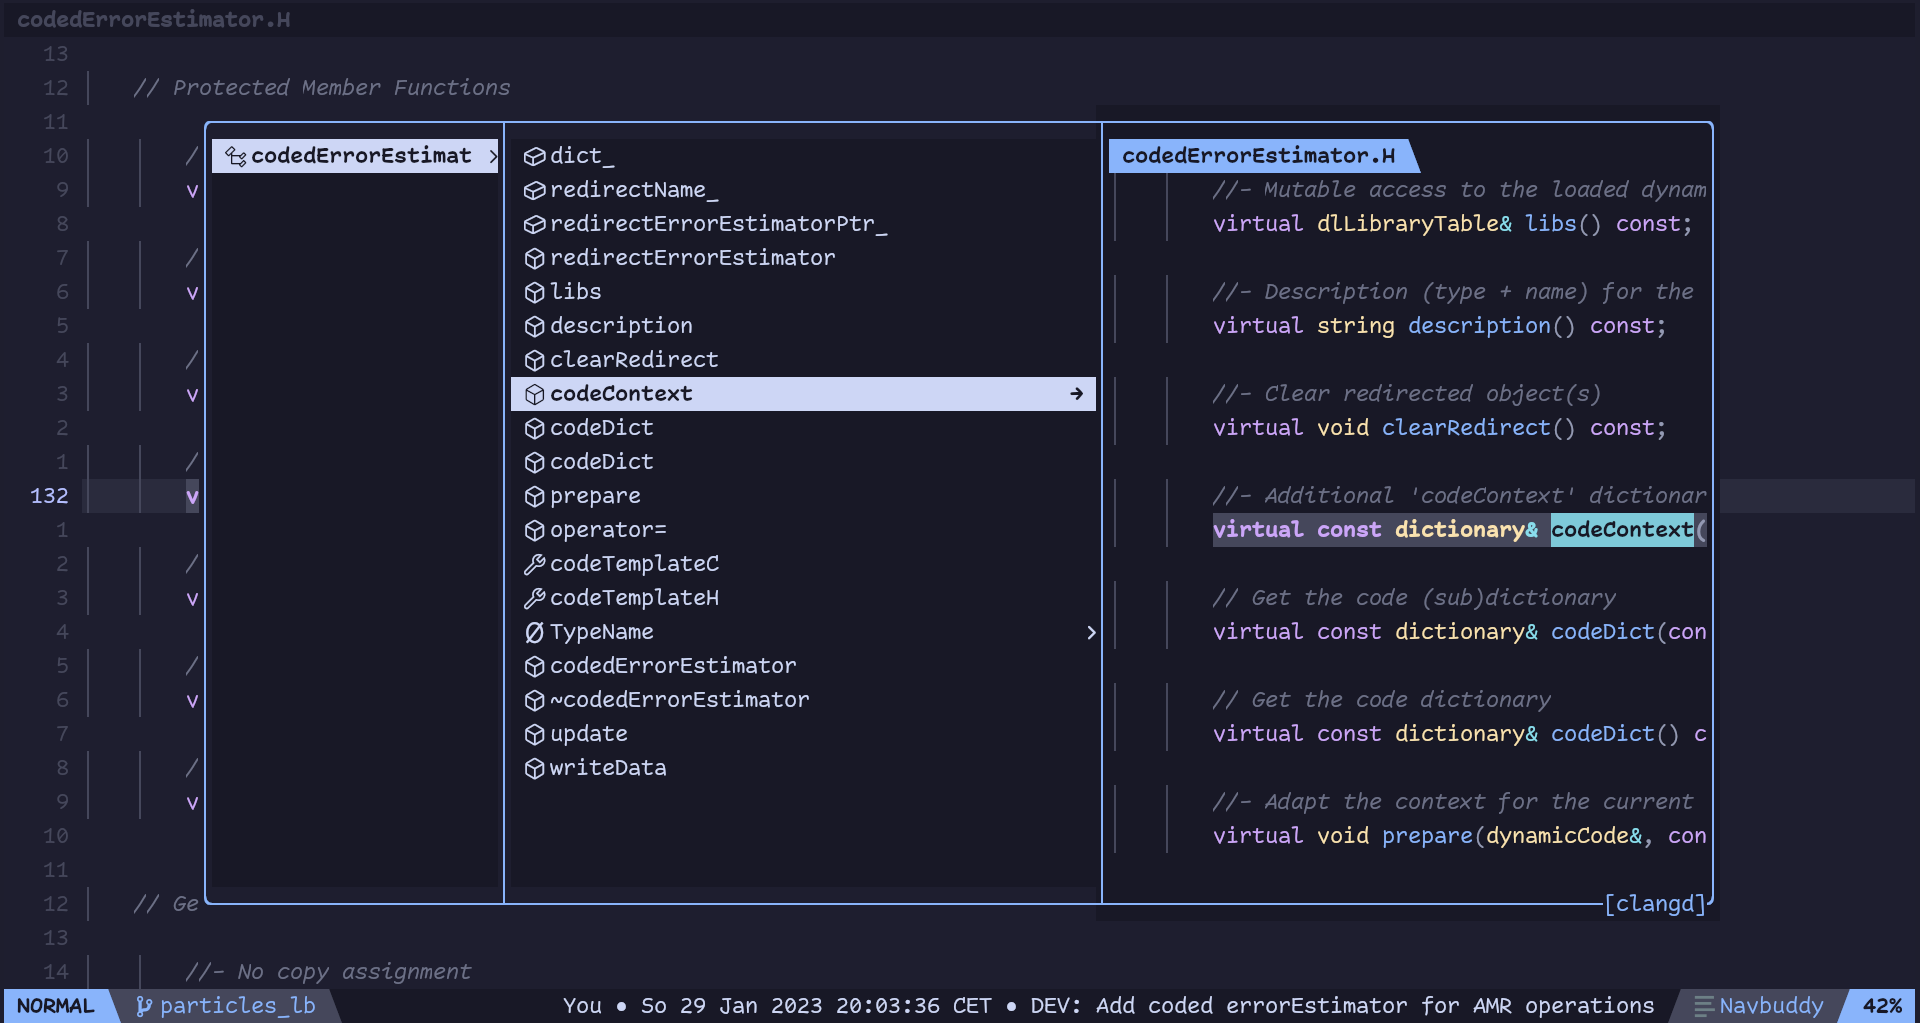 codedErrorEstimator.H
13
12 // Protected Member Functions
11
10 /
9 v
8
7 /
6 v
5
4 /
3 v
2
1 /
132 v
1
2 /
3 v
4
5 /
6 v
7
8 /
9 v
10
11
12 // Ge
13
14 //- No copy assignment
codedErrorEstimat >
dict_
redirectName_
redirectErrorEstimatorPtr_
redirectErrorEstimator
libs
description
clearRedirect
codeContext →
codeDict
codeDict
prepare
operator=
codeTemplateC
codeTemplateH
TypeName >
codedErrorEstimator
~codedErrorEstimator
update
writeData
codedErrorEstimator.H
//- Mutable access to the loaded dynam
virtual dlLibraryTable& libs() const;
//- Description (type + name) for the
virtual string description() const;
//- Clear redirected object(s)
virtual void clearRedirect() const;
//- Additional 'codeContext' dictionar
virtual const dictionary& codeContext(
// Get the code (sub)dictionary
virtual const dictionary& codeDict(con
// Get the code dictionary
virtual const dictionary& codeDict() c
//- Adapt the context for the current
virtual void prepare(dynamicCode&, con
[clangd]
NORMAL particles_lb You • So 29 Jan 2023 20:03:36 CET • DEV: Add coded errorEstimator for AMR operations Navbuddy 42%